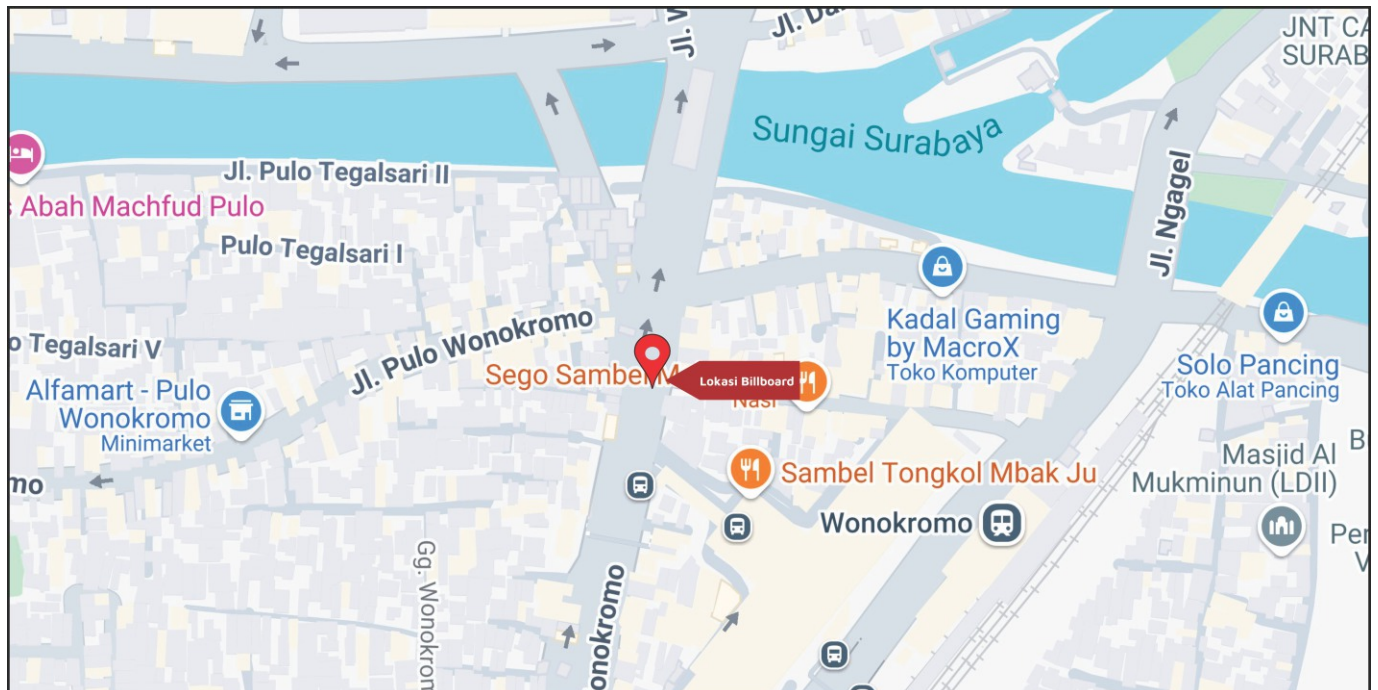 Jl. W
Jl. Da
JNT CA
SURAB
Sungai Surabaya
Jl. Pulo Tegalsari II
Abah Machfud Pulo
Pulo Tegalsari I
Jl. Ngagel
o Tegalsari V
Jl. Pulo Wonokromo
Kadal Gaming
by MacroX
Toko Komputer
Solo Pancing
Toko Alat Pancing
Sego Sambel M
Nasi
Lokasi Billboard
Alfamart - Pulo
Wonokromo
Minimarket
Sambel Tongkol Mbak Ju
Masjid Al
Mukminun (LDII)
B
mo
Wonokromo
Per
V
Gg. Wonokrom
onokromo